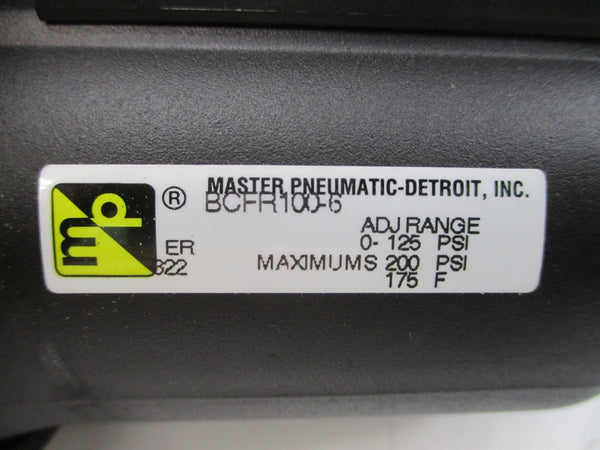 mp ® MASTER PNEUMATIC-DETROIT, INC.
BCFR100-6
ADJ RANGE
ER 0- 125 PSI
322 MAXIMUMS 200 PSI
175 F